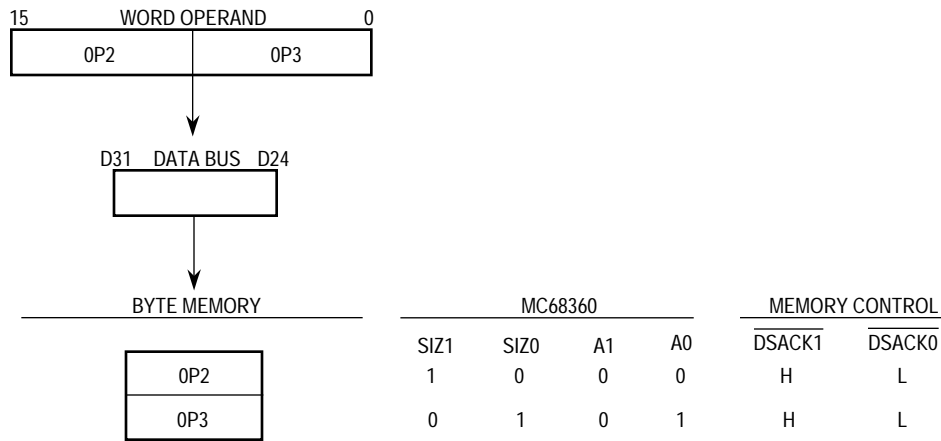 15 WORD OPERAND 0
0P2 0P3
D31 DATA BUS D24
BYTE MEMORY MC68360 MEMORY CONTROL
SIZ1 SIZ0 A1 A0 DSACK1 DSACK0
0P2 1 0 0 0 H L
0P3 0 1 0 1 H L